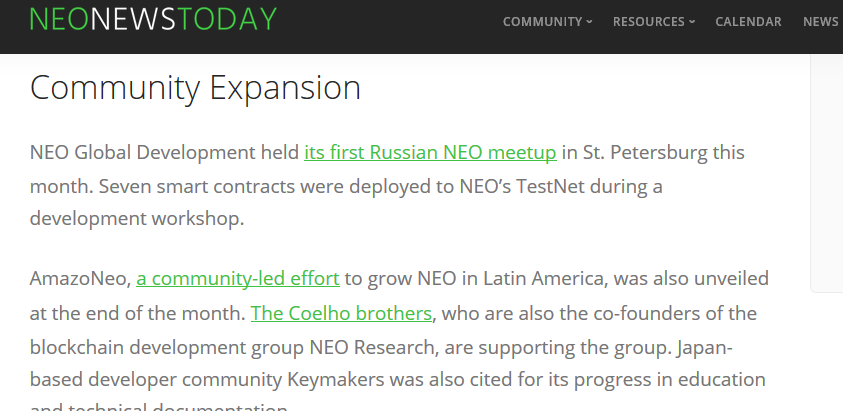 NEONEWSTODAY
COMMUNITY RESOURCES CALENDAR NEWS
Community Expansion
NEO Global Development held its first Russian NEO meetup in St. Petersburg this
month. Seven smart contracts were deployed to NEO’s TestNet during a
development workshop.
AmazoNeo, a community-led effort to grow NEO in Latin America, was also unveiled
at the end of the month. The Coelho brothers, who are also the co-founders of the
blockchain development group NEO Research, are supporting the group. Japan-
based developer community Keymakers was also cited for its progress in education
and technical documentation.